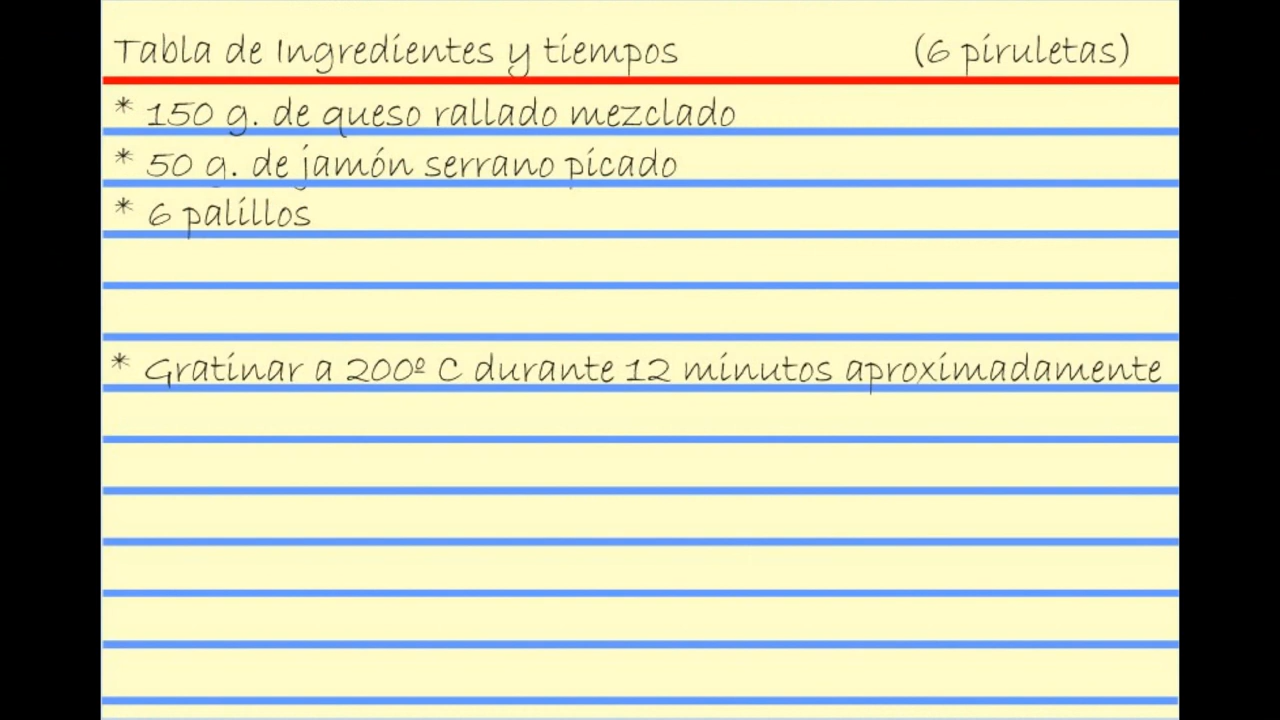 Tabla de Ingredientes y tiempos (6 piruletas)
* 150 g. de queso rallado mezclado
* 50 g. de jamón serrano picado
* 6 palillos
* Gratinar a 200º C durante 12 minutos aproximadamente